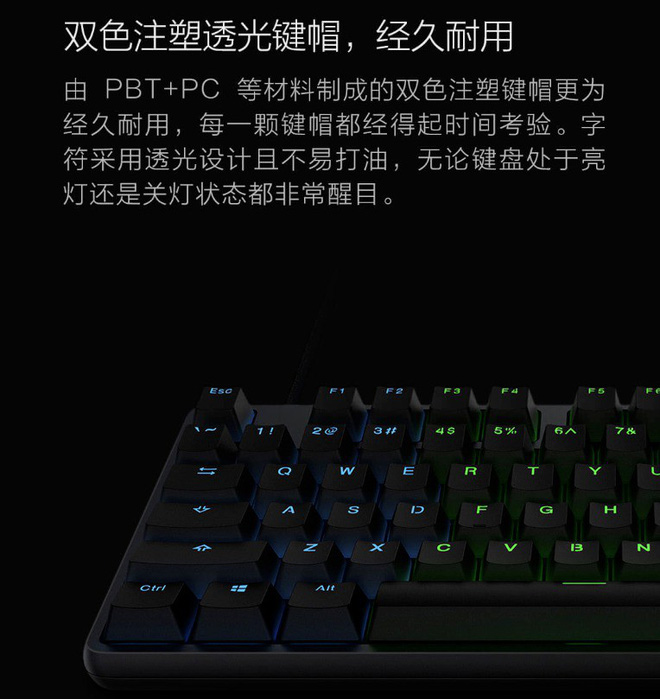 双色注塑透光键帽，经久耐用
由 PBT+PC 等材料制成的双色注塑键帽更为
经久耐用，每一颗键帽都经得起时间考验。字
符采用透光设计且不易打油，无论键盘处于亮
灯还是关灯状态都非常醒目。
Esc F1 F2 F3 F4 F5 F6
\~ 1! 2@ 3# 4$ 5% 6^ 7&
Q W E R T Y U
A S D F G H
Z X C V B N
Ctrl Alt